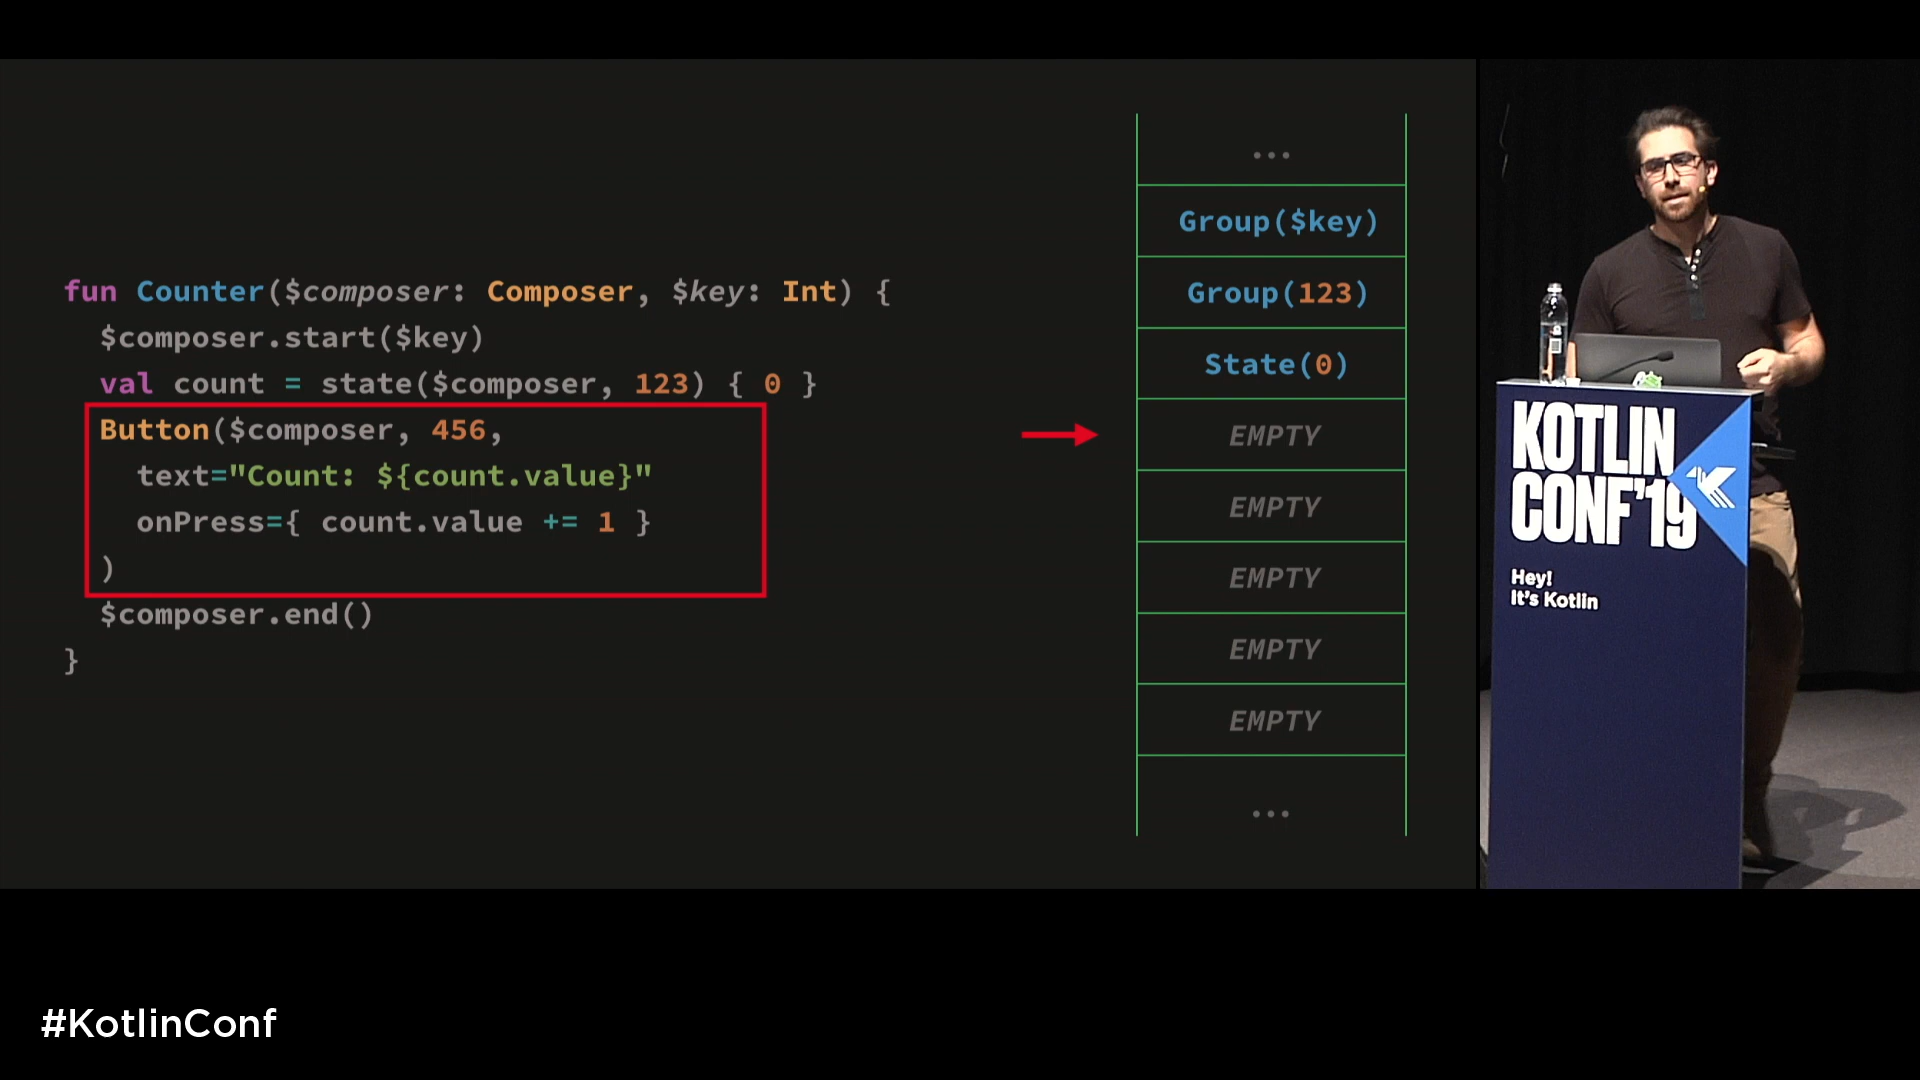 fun Counter($composer: Composer, $key: Int) {
$composer.start($key)
val count = state($composer, 123) { 0 }
Button($composer, 456,
text="Count: ${count.value}"
onPress={ count.value += 1 }
)
$composer.end()
}
...
Group($key)
Group(123)
State(0)
EMPTY
EMPTY
EMPTY
EMPTY
EMPTY
...
KOTLIN
CONF'19
Hey!
It's Kotlin
#KotlinConf